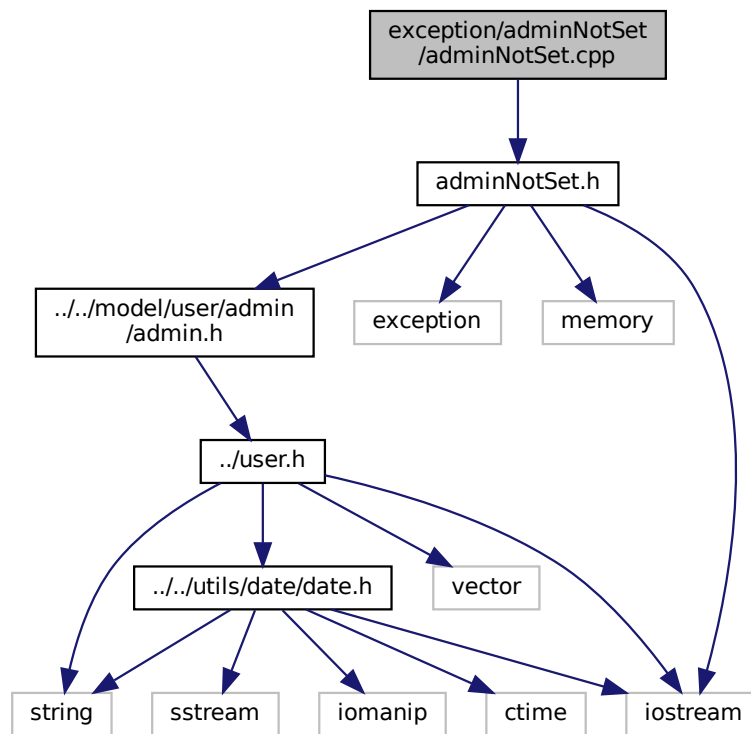 exception/adminNotSet
/adminNotSet.cpp
adminNotSet.h
../../model/user/admin
/admin.h
exception
memory
../user.h
../../utils/date/date.h
vector
string
sstream
iomanip
ctime
iostream